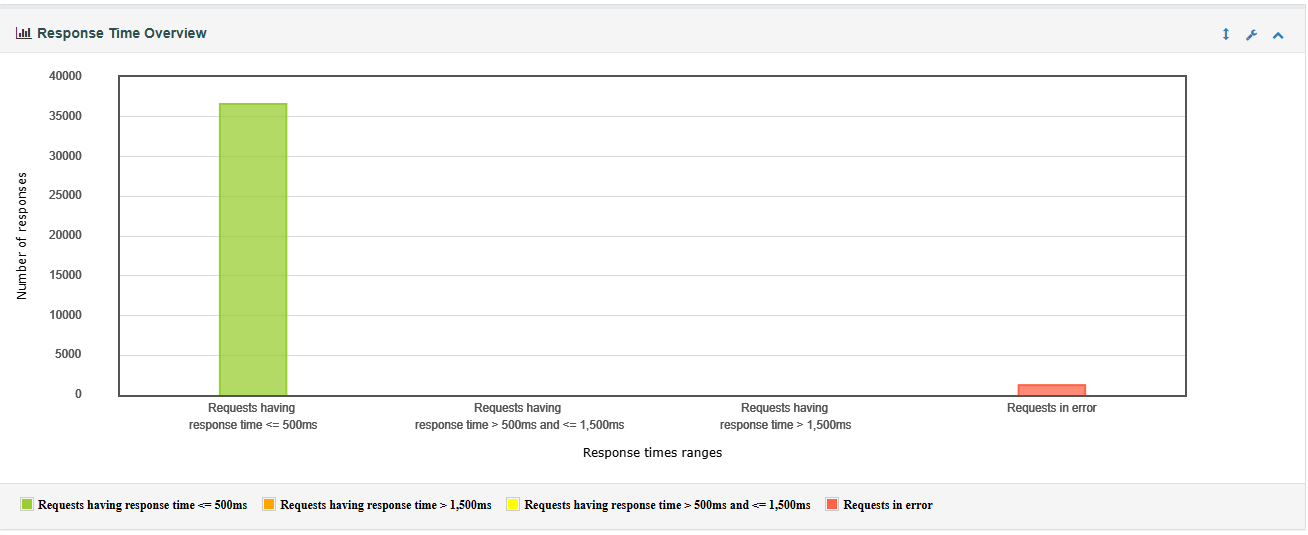 Response Time Overview
40000
35000
30000
25000
20000
15000
10000
5000
0
Number of responses
Requests having
response time <= 500ms
Requests having
response time > 500ms and <= 1,500ms
Requests having
response time > 1,500ms
Requests in error
Response times ranges
Requests having response time <= 500ms
Requests having response time > 1,500ms
Requests having response time > 500ms and <= 1,500ms
Requests in error